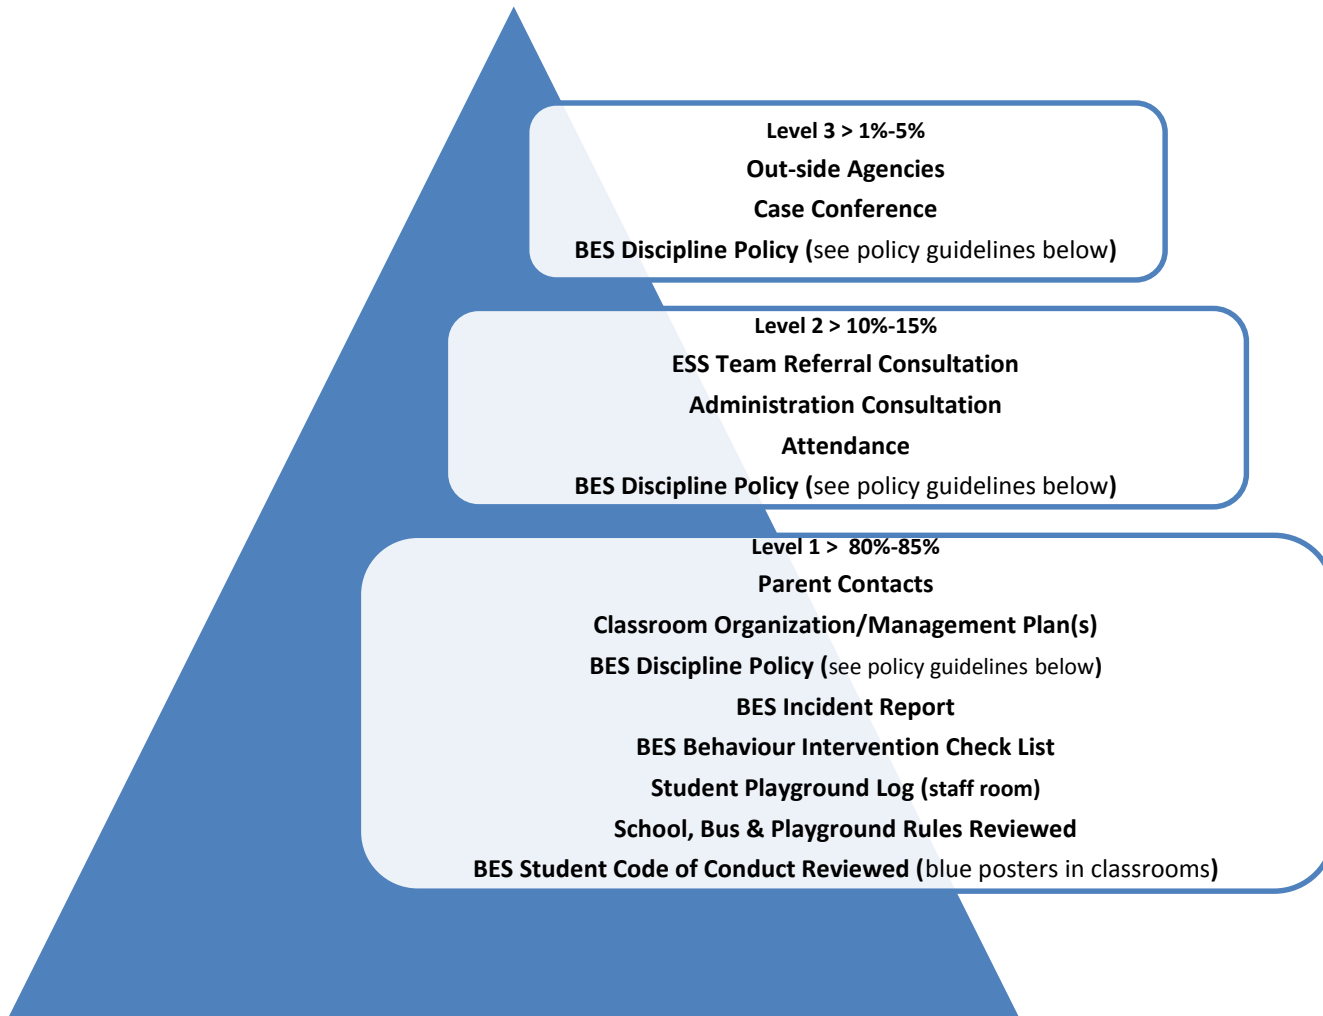 Level 3 > 1%-5%
Out-side Agencies
Case Conference
BES Discipline Policy (see policy guidelines below)
Level 2 > 10%-15%
ESS Team Referral Consultation
Administration Consultation
Attendance
BES Discipline Policy (see policy guidelines below)
Level 1 > 80%-85%
Parent Contacts
Classroom Organization/Management Plan(s)
BES Discipline Policy (see policy guidelines below)
BES Incident Report
BES Behaviour Intervention Check List
Student Playground Log (staff room)
School, Bus & Playground Rules Reviewed
BES Student Code of Conduct Reviewed (blue posters in classrooms)